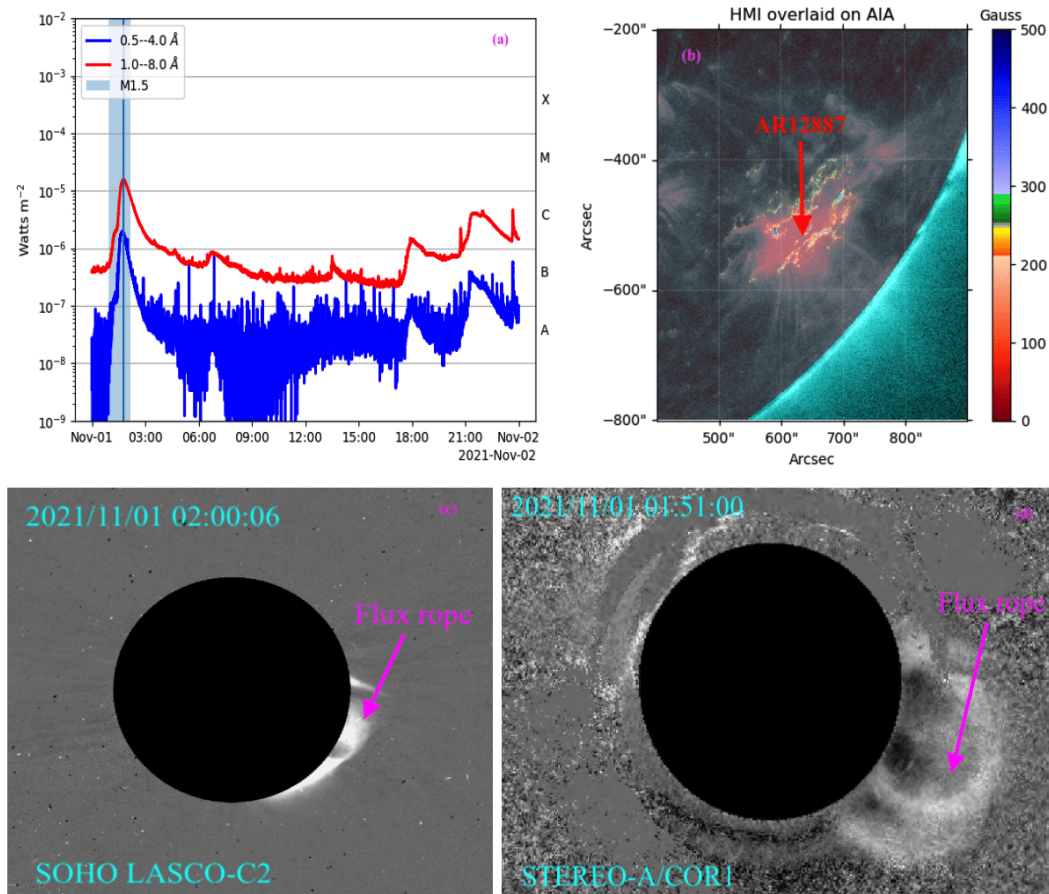 10⁻²
10⁻³
10⁻⁴
10⁻⁵
10⁻⁶
10⁻⁷
10⁻⁸
10⁻⁹
Watts m⁻²
0.5--4.0 Å
1.0--8.0 Å
M1.5
(a)
X
M
C
B
A
Nov-01 03:00 06:00 09:00 12:00 15:00 18:00 21:00 Nov-02
2021-Nov-02
HMI overlaid on AIA
Gauss
(b)
AR12887
−200"
−400"
−600"
−800"
Arcsec
500" 600" 700" 800"
Arcsec
500
400
300
200
100
0
2021/11/01 02:00:06
(c)
Flux rope
SOHO LASCO-C2
2021/11/01 01:51:00
(d)
Flux rope
STEREO-A/COR1